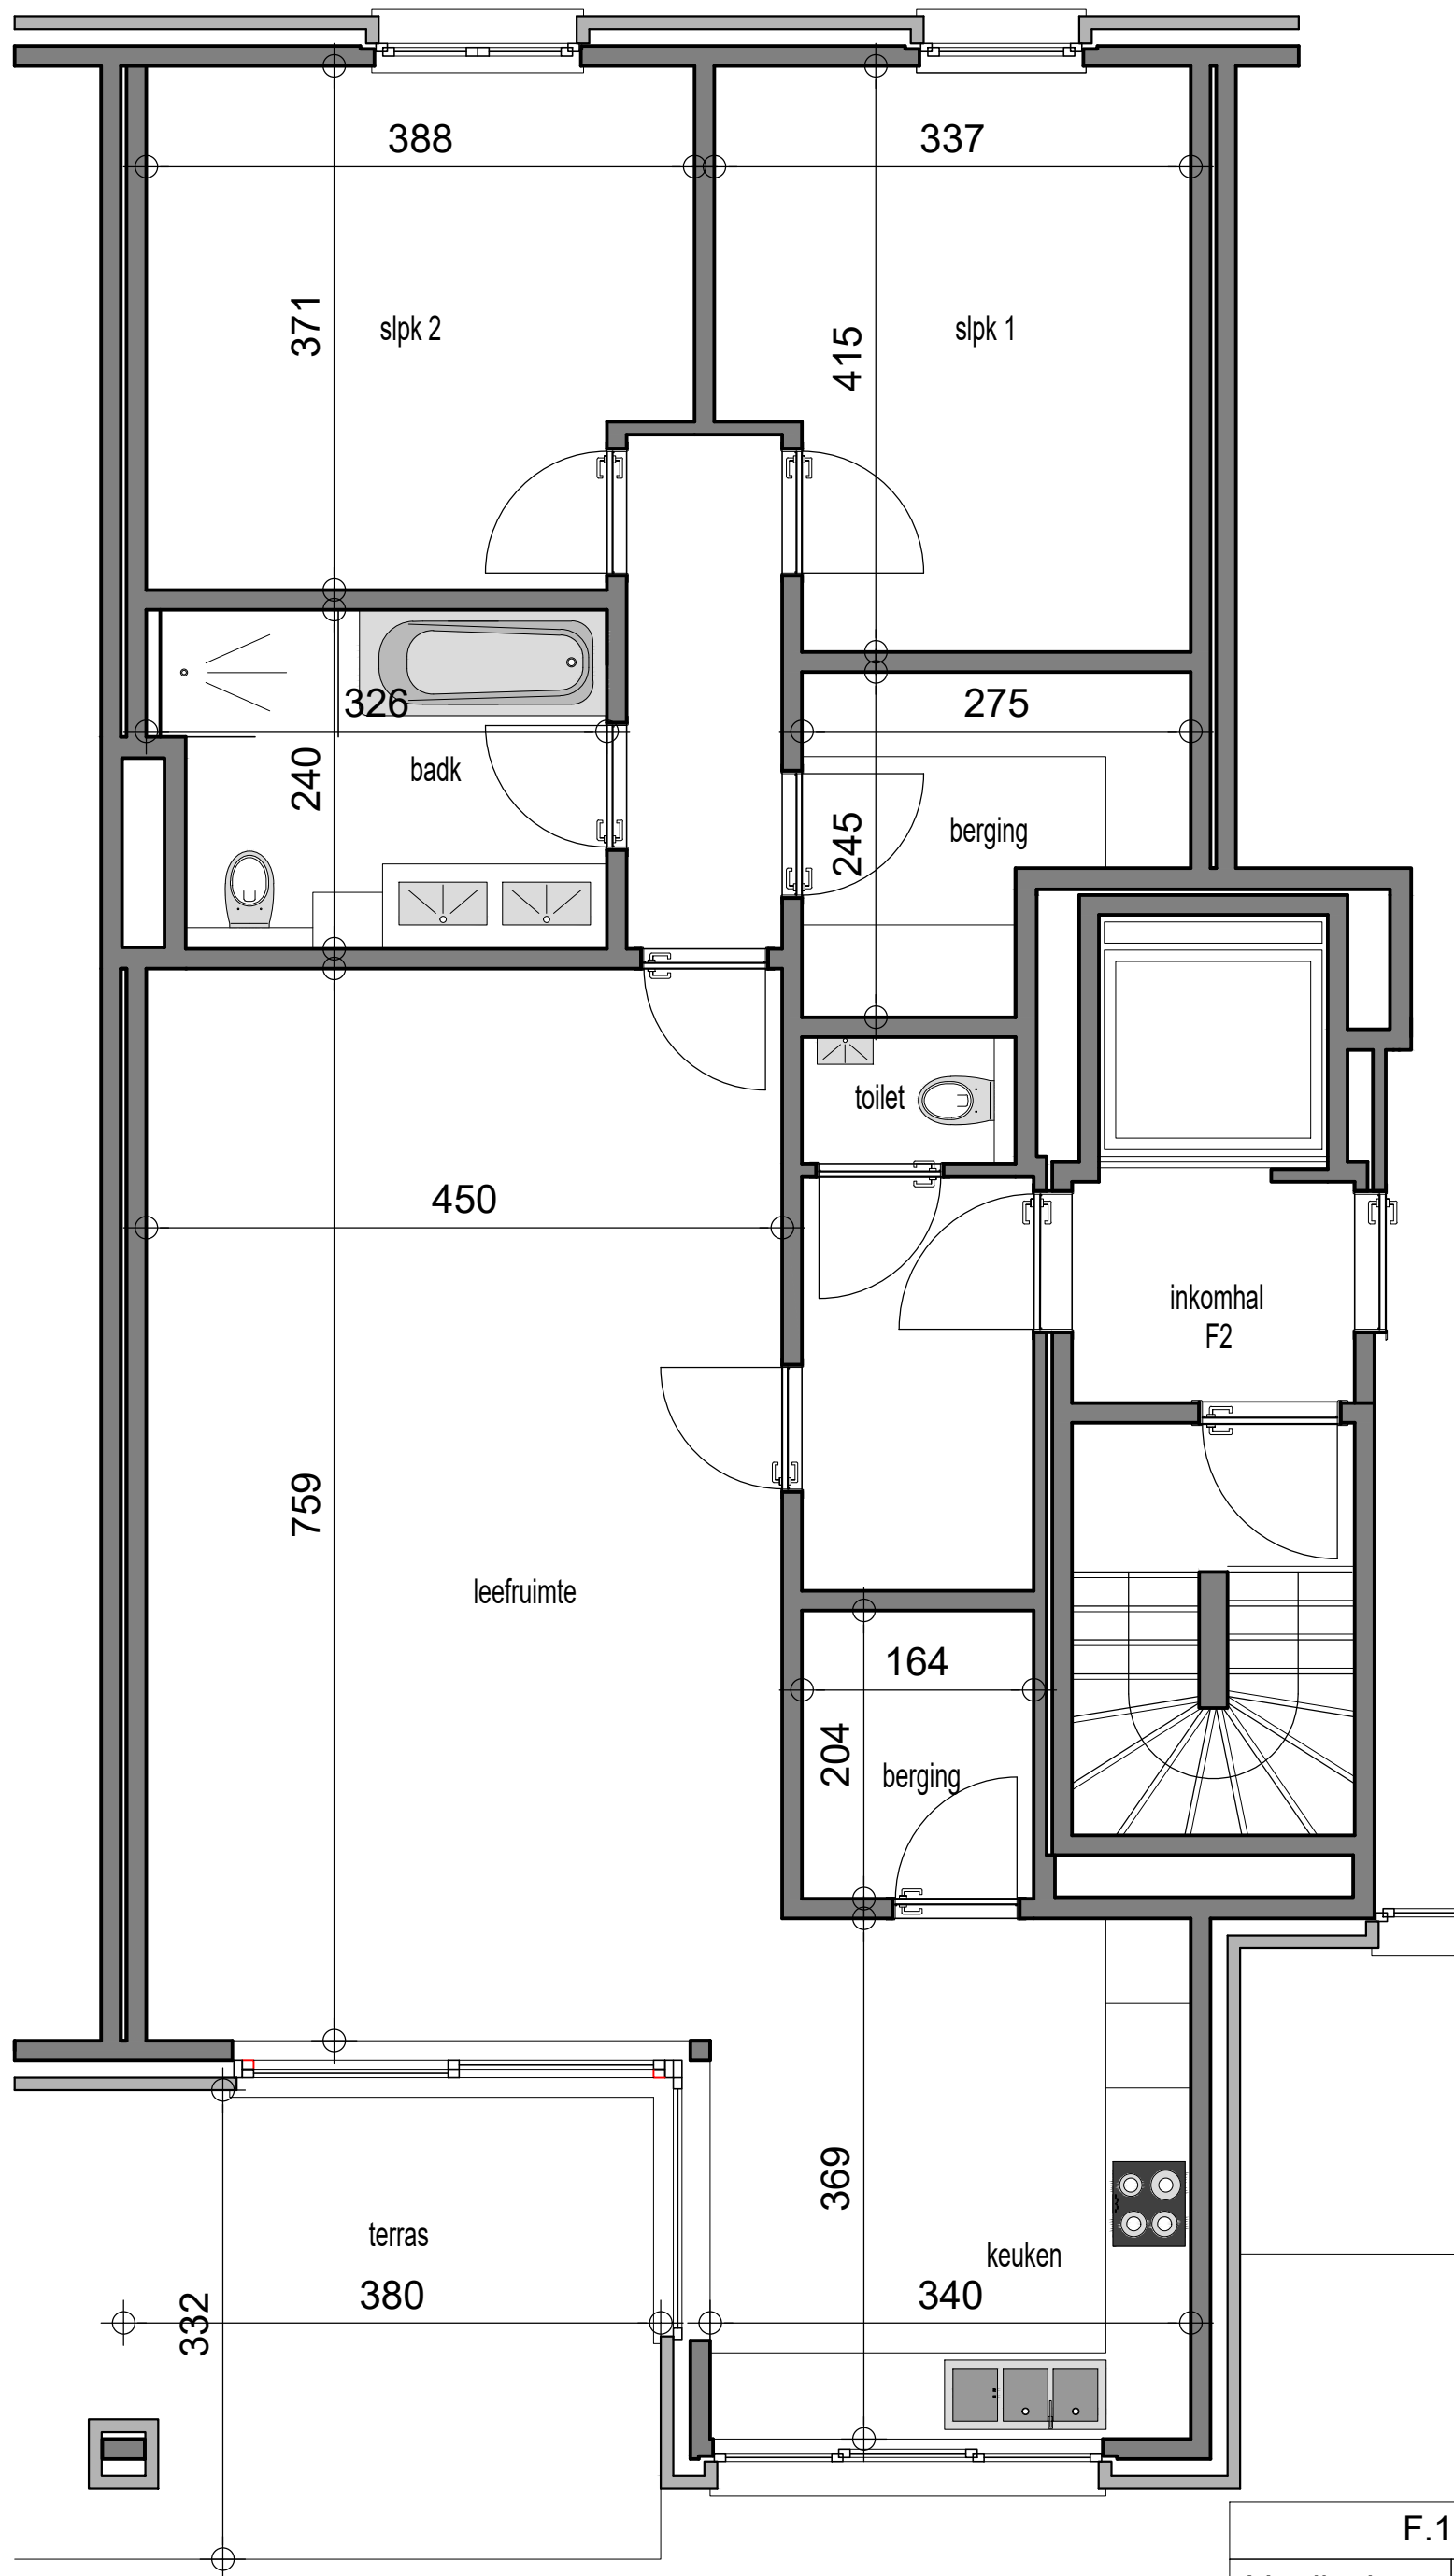 388
337
371
slpk 2
415
slpk 1
326
275
240
badk
245
berging
toilet
450
inkomhal
F2
759
leefruimte
164
204
berging
369
terras
keuken
380
340
332
F.1